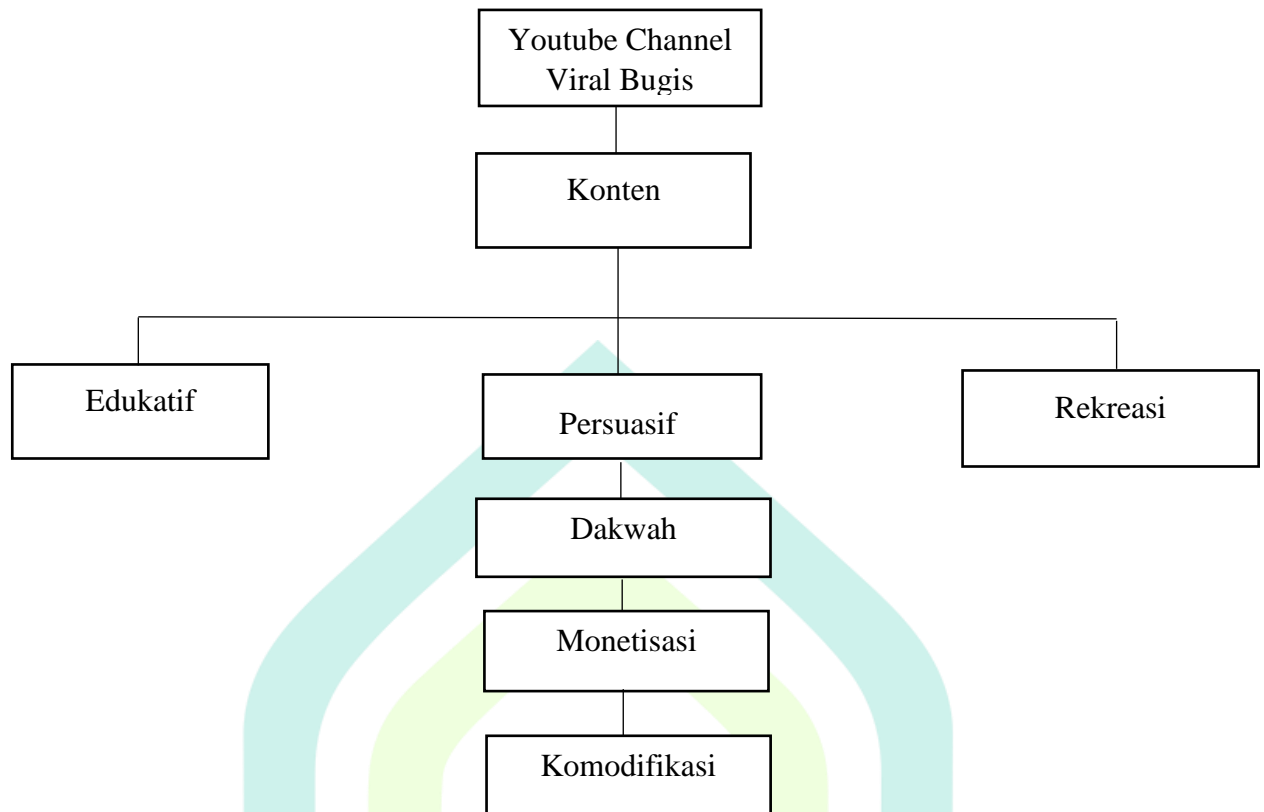 Youtube Channel
Viral Bugis
Konten
Edukatif
Persuasif
Rekreasi
Dakwah
Monetisasi
Komodifikasi